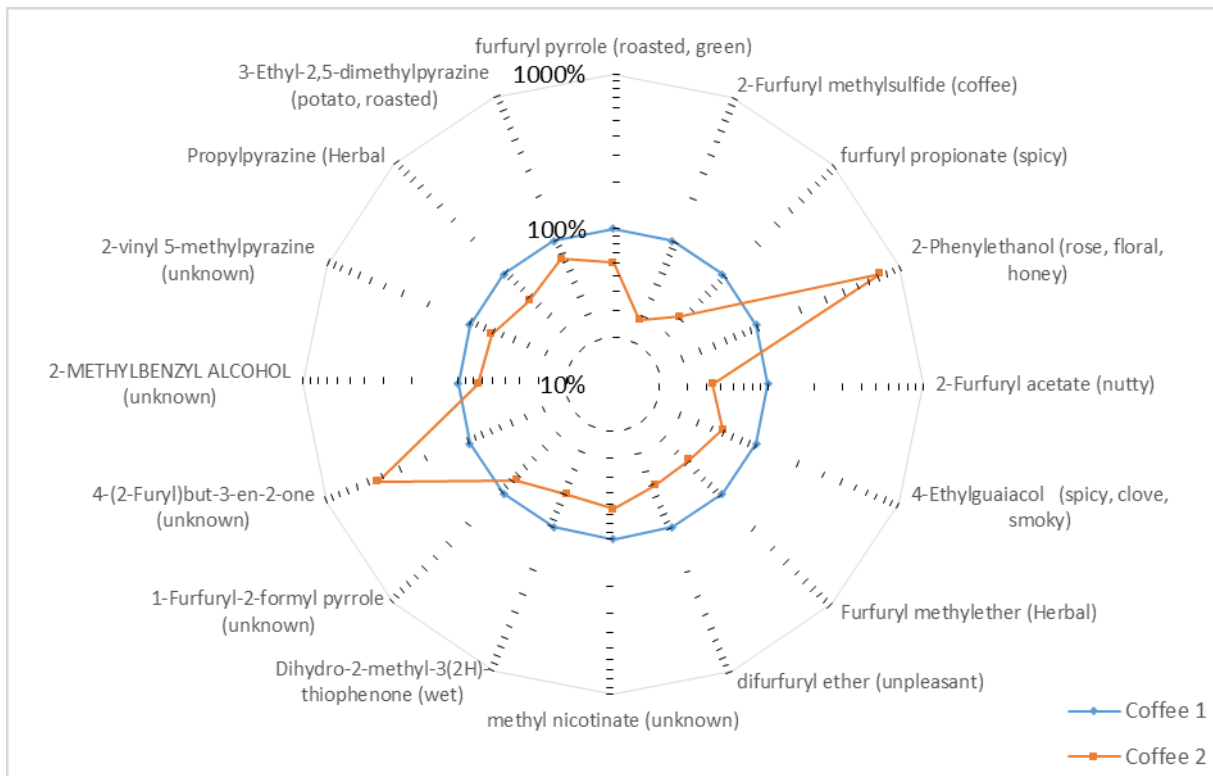 furfuryl pyrrole (roasted, green)
3-Ethyl-2,5-dimethylpyrazine
(potato, roasted)
1000%
2-Furfuryl methylsulfide (coffee)
Propylpyrazine (Herbal
furfuryl propionate (spicy)
100%
2-vinyl 5-methylpyrazine
(unknown)
2-Phenylethanol (rose, floral,
honey)
2-METHYLBENZYL ALCOHOL
(unknown)
10%
2-Furfuryl acetate (nutty)
4-(2-Furyl)but-3-en-2-one
(unknown)
4-Ethylguaiacol (spicy, clove,
smoky)
1-Furfuryl-2-formyl pyrrole
(unknown)
Furfuryl methylether (Herbal)
Dihydro-2-methyl-3(2H)-
thiophenone (wet)
difurfuryl ether (unpleasant)
methyl nicotinate (unknown)
Coffee 1
Coffee 2